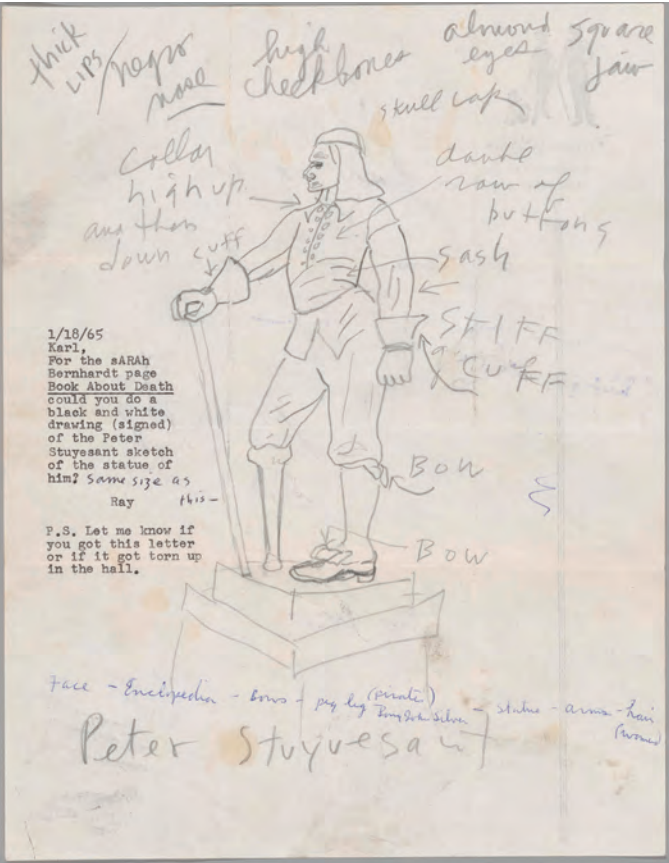 thick
LIPS/negro
nose
high
cheekbones
almond
eyes
square
jaw
skull cap
collar
high up
and then
down
cuff
double
row of
buttons
sash
STIFF
CUFF
1/18/65
Karl,
For the sARAh
Bernhardt page
Book About Death
could you do a
black and white
drawing (signed)
of the Peter
Stuyesant sketch
of the statue of
him? Same size as
this-
Ray
P.S. Let me know if
you got this letter
or if it got torn up
in the hall.
Bow
Bow
Face - Encicpedia - Bows - peg leg (pirate) Long John Silver - statue - arms - hair
(women)
Peter Stuyuesant